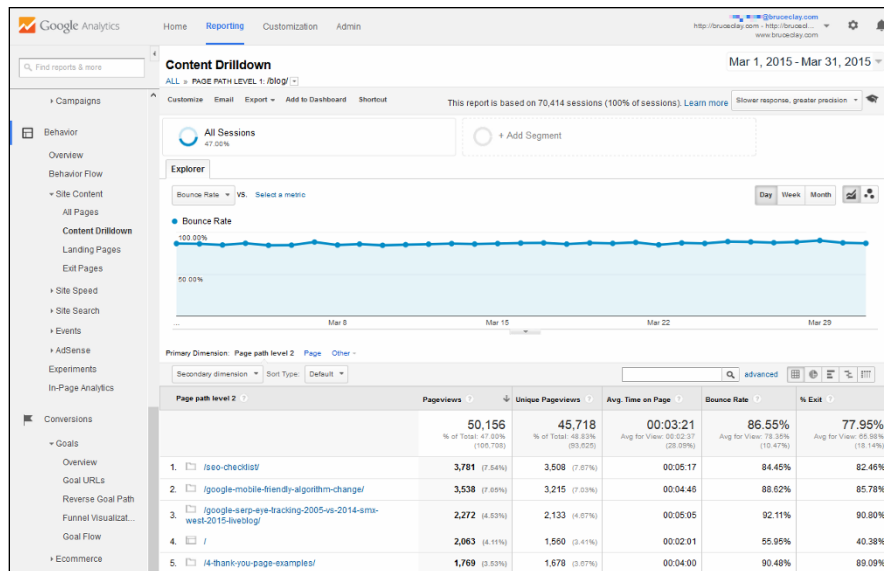 Google Analytics
Home Reporting Customization Admin
@bruceclay.com
http://bruceclay.com - http://brucecl...
www.bruceclay.com
Find reports & more
Campaigns
Behavior
Overview
Behavior Flow
Site Content
All Pages
Content Drilldown
Landing Pages
Exit Pages
Site Speed
Site Search
Events
AdSense
Experiments
In-Page Analytics
Conversions
Goals
Overview
Goal URLs
Reverse Goal Path
Funnel Visualizat...
Goal Flow
Ecommerce
Content Drilldown
Mar 1, 2015 - Mar 31, 2015
ALL » PAGE PATH LEVEL 1: /blog/
Customize Email Export Add to Dashboard Shortcut
This report is based on 70,414 sessions (100% of sessions). Learn more
Slower response, greater precision
All Sessions
47.00%
+ Add Segment
Explorer
Bounce Rate VS. Select a metric
Day Week Month
Bounce Rate
100.00%
50.00%
... Mar 8 Mar 15 Mar 22 Mar 29
Primary Dimension: Page path level 2 Page Other
Secondary dimension Sort Type: Default
advanced
Page path level 2 Pageviews Unique Pageviews Avg. Time on Page Bounce Rate % Exit
50,156 45,718 00:03:21 86.55% 77.95%
% of Total: 47.00% % of Total: 48.83% Avg for View: 00:02:37 Avg for View: 78.35% Avg for View: 65.98%
(106,708) (93,625) (28.09%) (10.47%) (18.14%)
1. /seo-checklist/ 3,781 (7.54%) 3,508 (7.67%) 00:05:17 84.45% 82.46%
2. /google-mobile-friendly-algorithm-change/ 3,538 (7.05%) 3,215 (7.03%) 00:04:46 88.62% 85.78%
3. /google-serp-eye-tracking-2005-vs-2014-smx-
west-2015-liveblog/ 2,272 (4.53%) 2,133 (4.67%) 00:05:05 92.11% 90.80%
4. / 2,063 (4.11%) 1,560 (3.41%) 00:02:01 55.95% 40.38%
5. /4-thank-you-page-examples/ 1,769 (3.53%) 1,678 (3.67%) 00:04:00 90.48% 89.09%